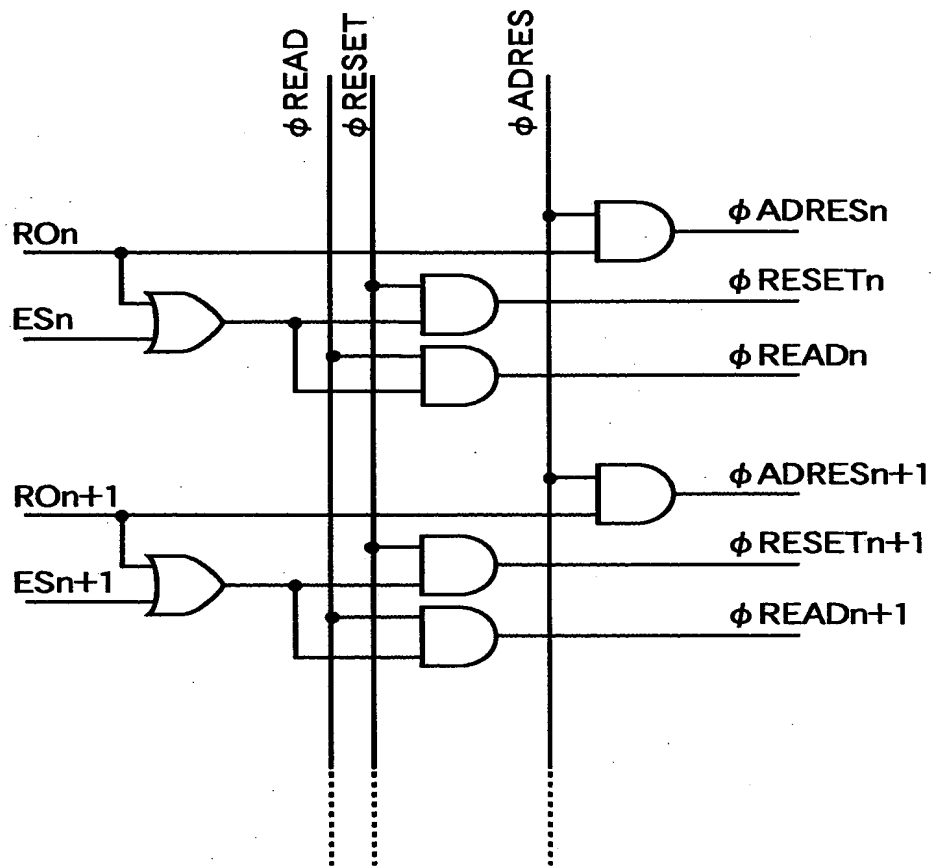 φREAD
φRESET
φADRES
ROn
φADRESn
φRESETn
ESn
φREADn
ROn+1
φADRESn+1
φRESETn+1
ESn+1
φREADn+1